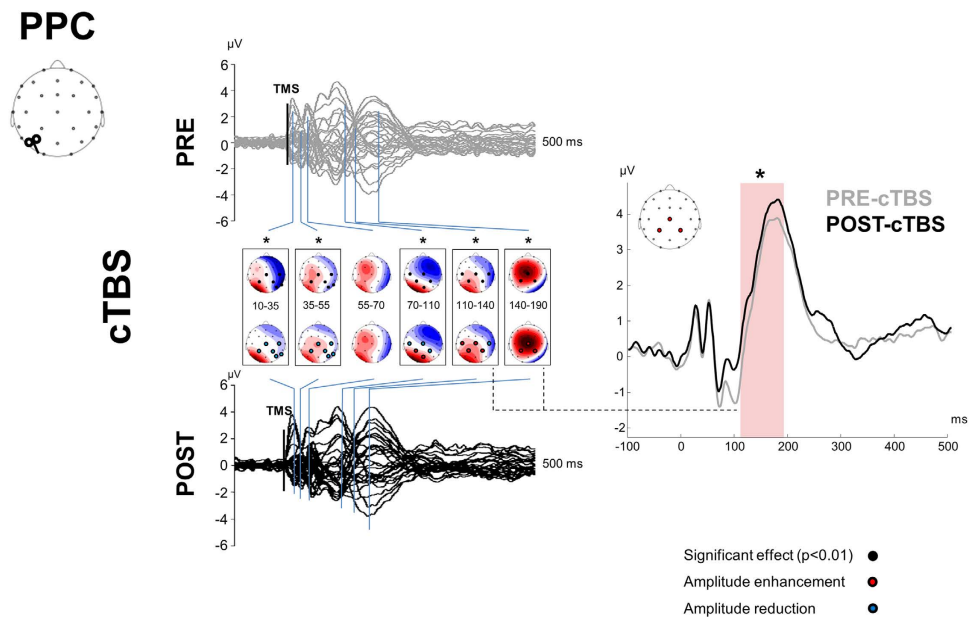 PPC
cTBS
PRE
µV
6
4
2
0
-2
-4
-6
TMS
500 ms
* * * * *
10-35 35-55 55-70 70-110 110-140 140-190
POST
µV
6
4
2
0
-2
-4
-6
TMS
500 ms
µV
*
PRE-cTBS
POST-cTBS
4
3
2
1
0
-1
-2
-100 0 100 200 300 400 500
ms
Significant effect (p<0.01)
Amplitude enhancement
Amplitude reduction